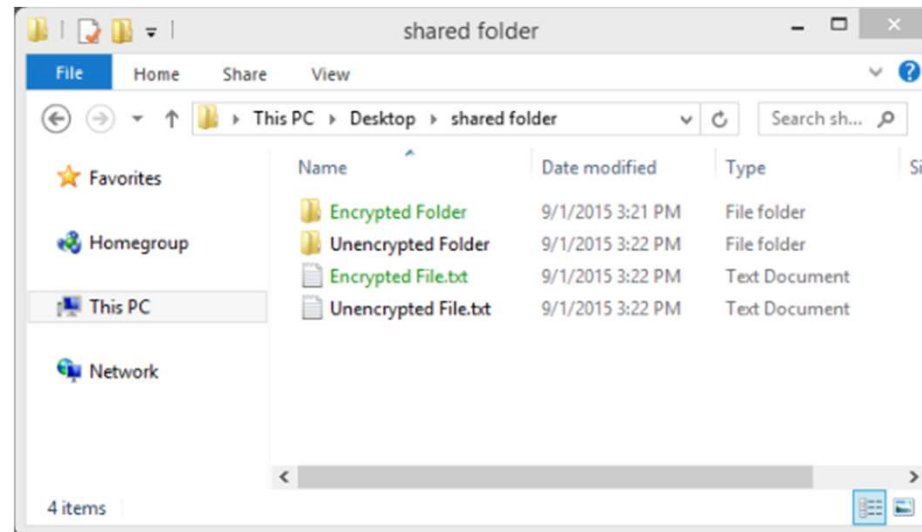 shared folder
File Home Share View
This PC Desktop shared folder Search sh...
Name Date modified Type Si
Favorites
Encrypted Folder 9/1/2015 3:21 PM File folder
Homegroup Unencrypted Folder 9/1/2015 3:22 PM File folder
Encrypted File.txt 9/1/2015 3:22 PM Text Document
This PC Unencrypted File.txt 9/1/2015 3:22 PM Text Document
Network
4 items